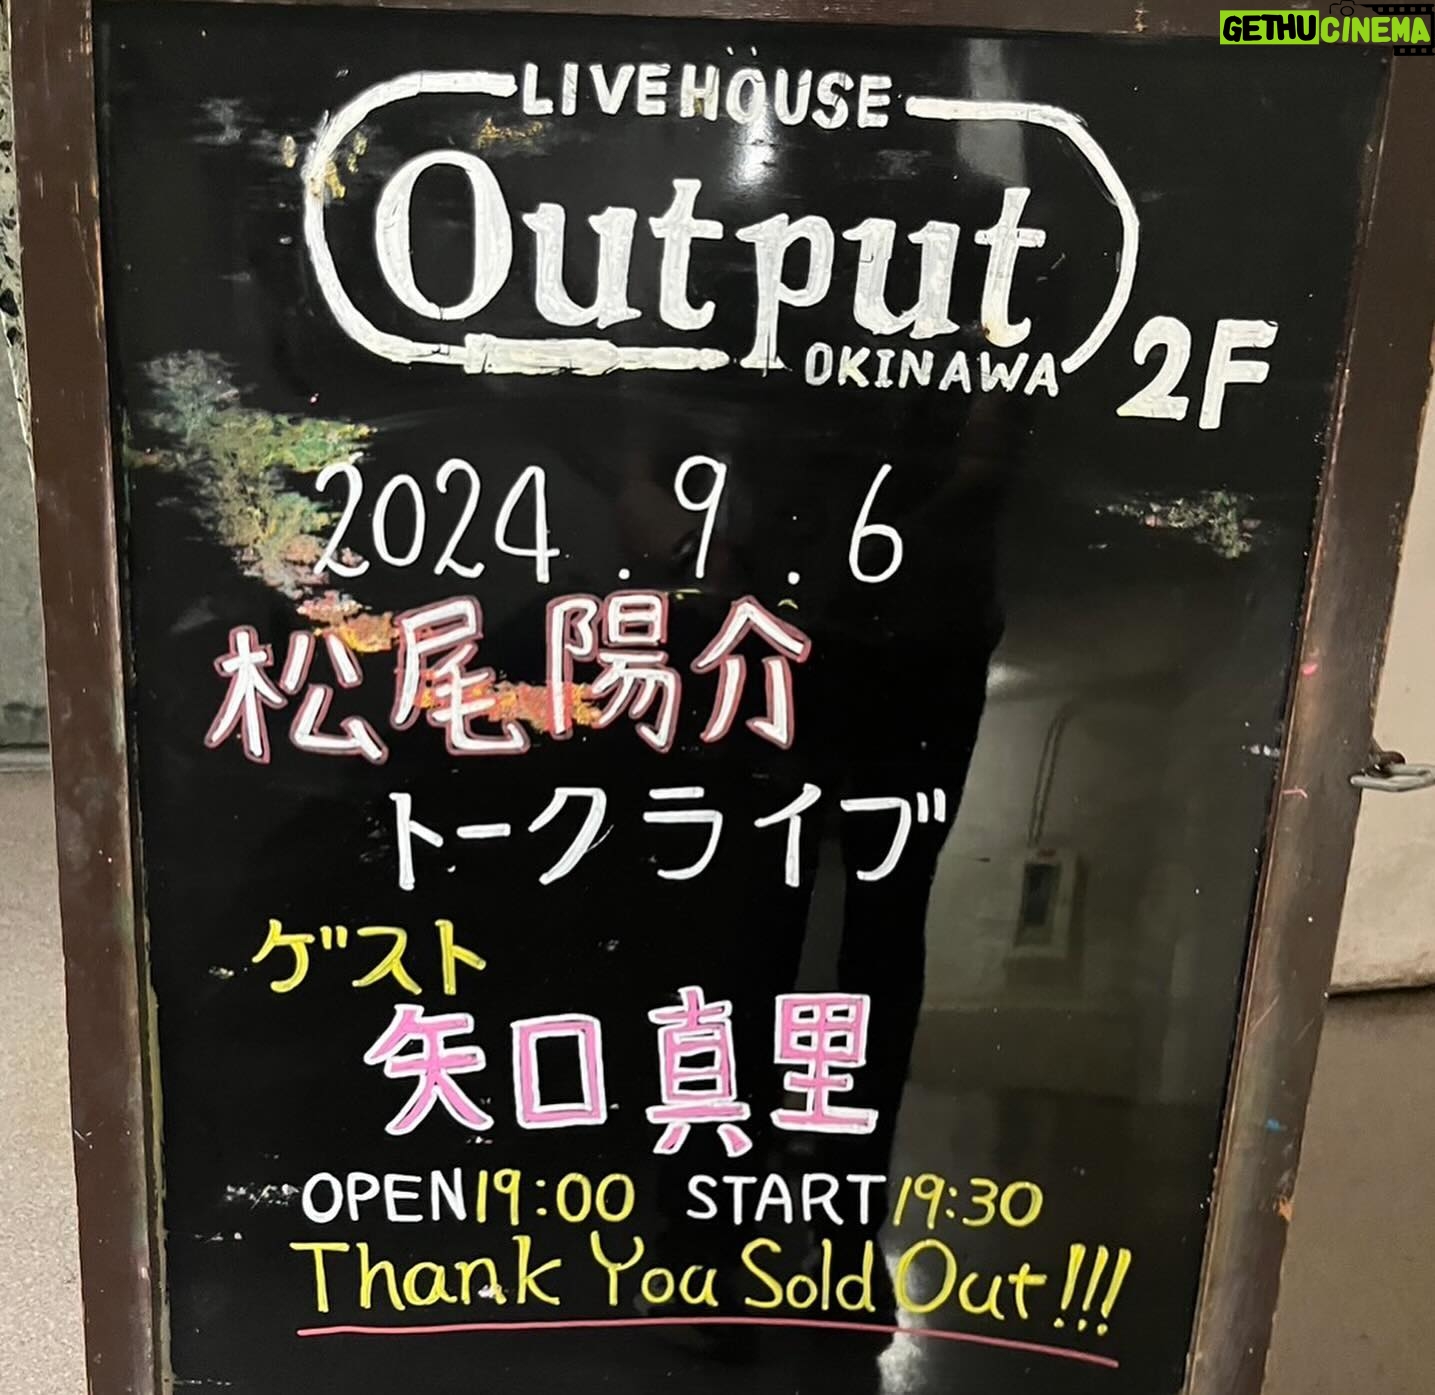 GETHUCINEMA
LIVEHOUSE
Output
OKINAWA
2F
2024.9.6
松尾陽介
トークライブ
ゲスト
矢口真里
OPEN19:00 START19:30
Thank You Sold Out!!!